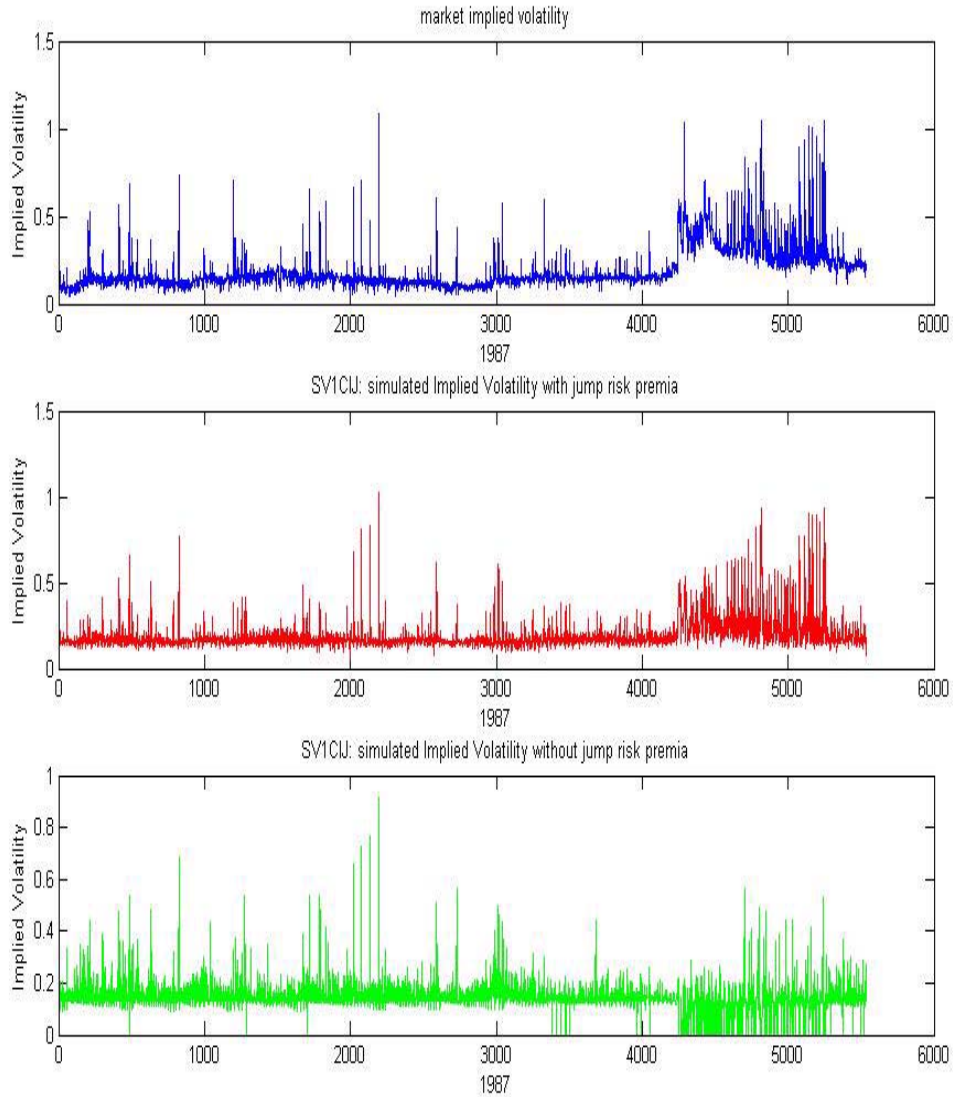 market implied volatility
1.5
1
0.5
0
Implied Volatility
0 1000 2000 3000 4000 5000 6000
1987
SV1CIJ: simulated Implied Volatility with jump risk premia
1.5
1
0.5
0
Implied Volatility
0 1000 2000 3000 4000 5000 6000
1987
SV1CIJ: simulated Implied Volatility without jump risk premia
1
0.8
0.6
0.4
0.2
0
Implied Volatility
0 1000 2000 3000 4000 5000 6000
1987